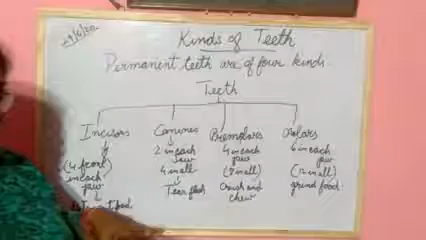 Kinds of Teeth
Permanent teeth are of four kind
Teeth
Incisors
(4 front)
in each
jaw
Canines
2 in each
jaw
4 in all
Tear flesh
Premolars
4 in each
jaw
(8 in all)
Crush and
chew
Molars
6 in each
jaw
(12 in all)
grind food